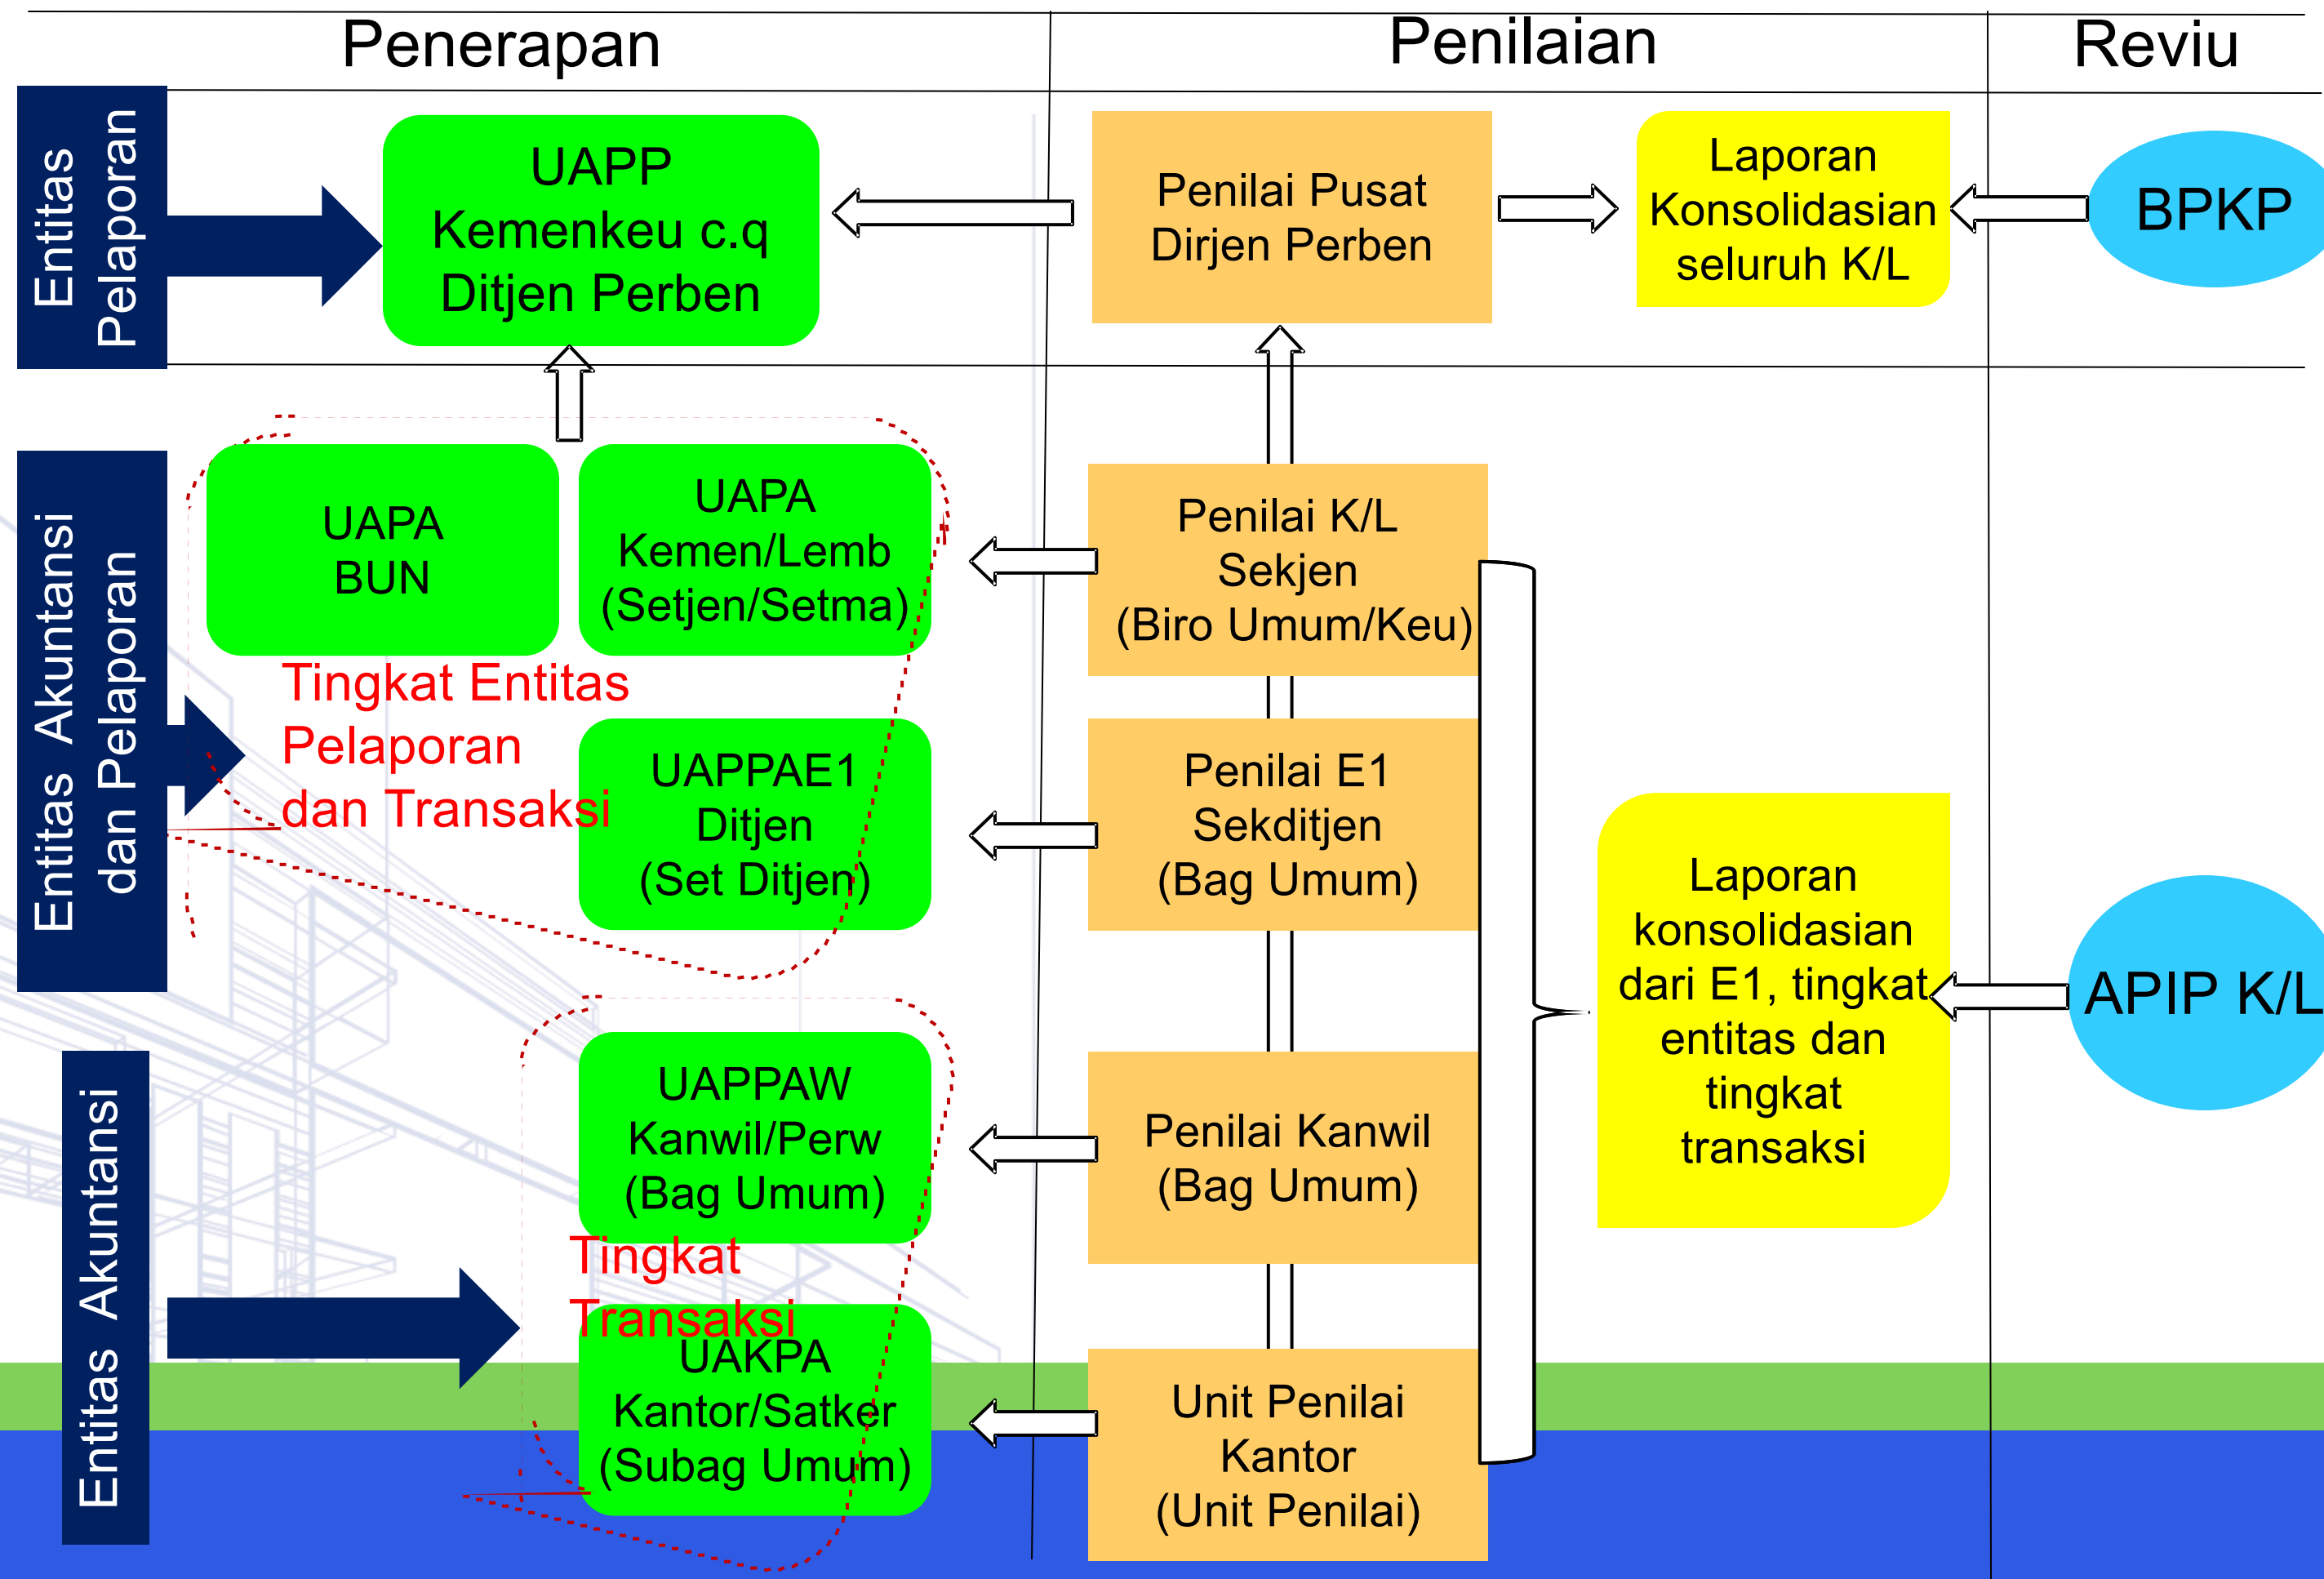 Penerapan
Penilaian
Reviu
Entitas
Pelaporan
UAPP
Kemenkeu c.q
Ditjen Perben
Penilai Pusat
Dirjen Perben
Laporan
Konsolidasian
seluruh K/L
BPKP
Entitas Akuntansi
dan Pelaporan
UAPA
BUN
UAPA
Kemen/Lemb
(Setjen/Setma)
Penilai K/L
Sekjen
(Biro Umum/Keu)
Tingkat Entitas
Pelaporan
dan Transaksi
UAPPAE1
Ditjen
(Set Ditjen)
Penilai E1
Sekditjen
(Bag Umum)
Laporan
konsolidasian
dari E1, tingkat
entitas dan
tingkat
transaksi
APIP K/L
Entitas Akuntansi
UAPPAW
Kanwil/Perw
(Bag Umum)
Penilai Kanwil
(Bag Umum)
Tingkat
Transaksi
UAKPA
Kantor/Satker
(Subag Umum)
Unit Penilai
Kantor
(Unit Penilai)